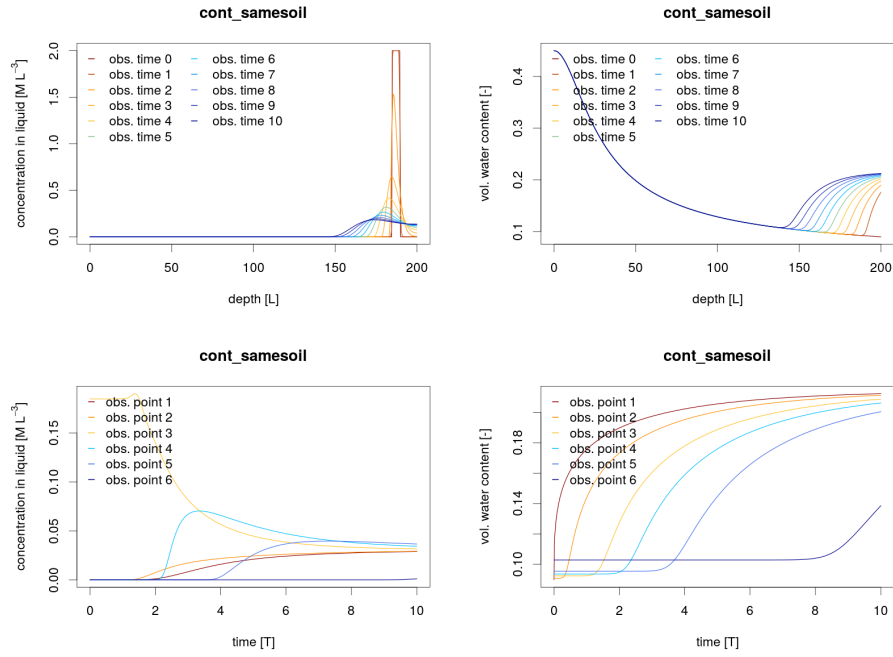 cont_samesoil
concentration in liquid [M L⁻³]
2.0
1.5
1.0
0.5
0.0
obs. time 0
obs. time 1
obs. time 2
obs. time 3
obs. time 4
obs. time 5
obs. time 6
obs. time 7
obs. time 8
obs. time 9
obs. time 10
0 50 100 150 200
depth [L]
cont_samesoil
vol. water content [-]
0.4
0.3
0.2
0.1
obs. time 0
obs. time 1
obs. time 2
obs. time 3
obs. time 4
obs. time 5
obs. time 6
obs. time 7
obs. time 8
obs. time 9
obs. time 10
0 50 100 150 200
depth [L]
cont_samesoil
concentration in liquid [M L⁻³]
0.15
0.10
0.05
0.00
obs. point 1
obs. point 2
obs. point 3
obs. point 4
obs. point 5
obs. point 6
0 2 4 6 8 10
time [T]
cont_samesoil
vol. water content [-]
0.18
0.14
0.10
obs. point 1
obs. point 2
obs. point 3
obs. point 4
obs. point 5
obs. point 6
0 2 4 6 8 10
time [T]